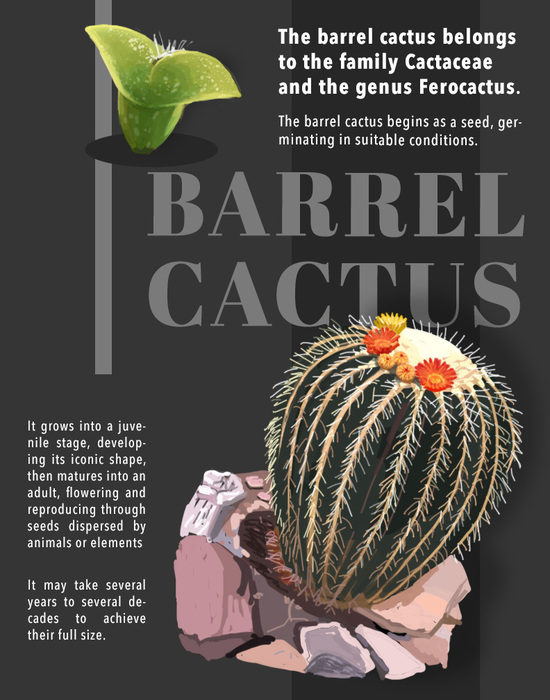 The barrel cactus belongs
to the family Cactaceae
and the genus Ferocactus.
The barrel cactus begins as a seed, ger-
minating in suitable conditions.
BARREL
CACTUS
It grows into a juve-
nile stage, develop-
ing its iconic shape,
then matures into an
adult, flowering and
reproducing through
seeds dispersed by
animals or elements
It may take several
years to several de-
cades to achieve
their full size.